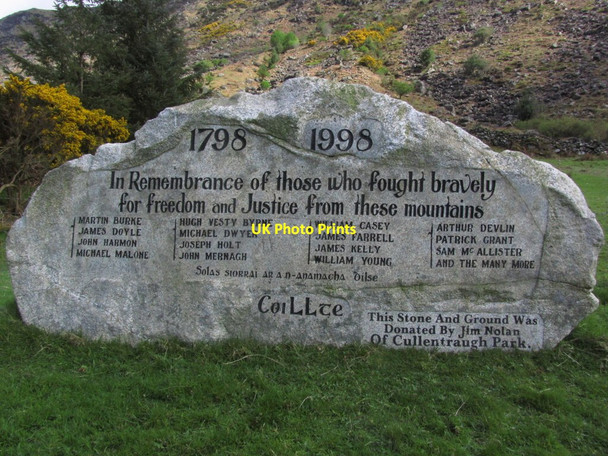 1798 1998
In Remembrance of those who fought bravely
for freedom and Justice from these mountains
MARTIN BURKE
JAMES DOYLE
JOHN HARMON
MICHAEL MALONE
HUGH VESTY BYRNE
MICHAEL DWYER
JOSEPH HOLT
JOHN MERNAGH
WILLIAM CASEY
JAMES FARRELL
JAMES KELLY
WILLIAM YOUNG
ARTHUR DEVLIN
PATRICK GRANT
SAM McALLISTER
AND THE MANY MORE
UK Photo Prints
Solas siorrai ar a n-anamacha dilse
CoiLLte
This Stone And Ground Was
Donated By Jim Nolan
Of Cullentraugh Park.